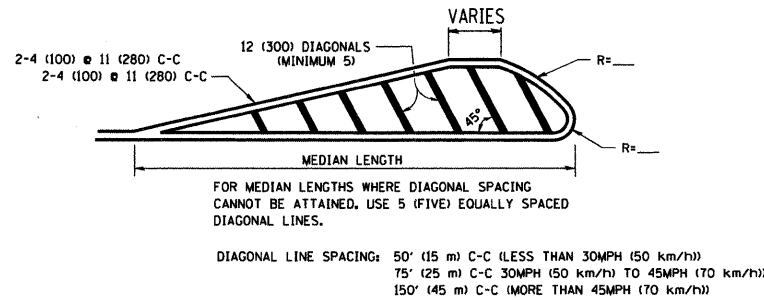 VARIES
12 (300) DIAGONALS
(MINIMUM 5)
2-4 (100) @ 11 (280) C-C
2-4 (100) @ 11 (280) C-C
R=___
45°
R=___
MEDIAN LENGTH
FOR MEDIAN LENGTHS WHERE DIAGONAL SPACING
CANNOT BE ATTAINED. USE 5 (FIVE) EQUALLY SPACED
DIAGONAL LINES.
DIAGONAL LINE SPACING: 50' (15 m) C-C (LESS THAN 30MPH (50 km/h))
75' (25 m) C-C 30MPH (50 km/h) TO 45MPH (70 km/h))
150' (45 m) C-C (MORE THAN 45MPH (70 km/h))